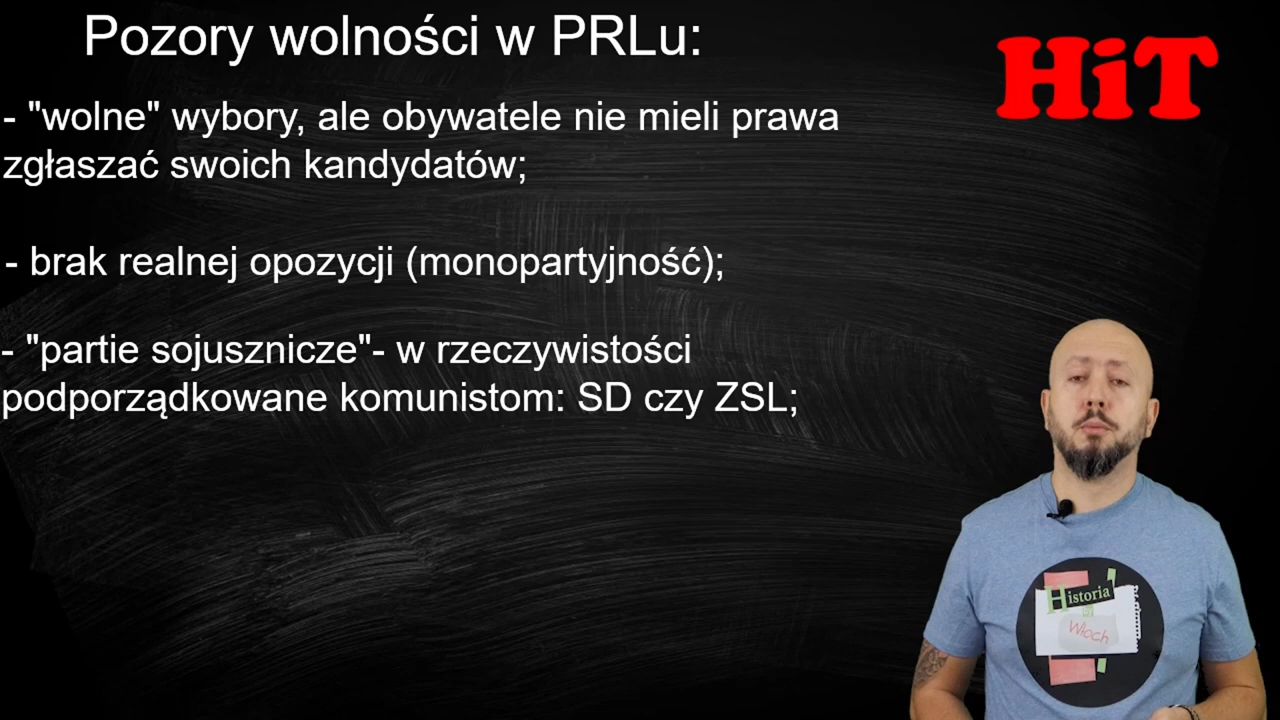 Pozory wolności w PRLu:
HiT
- "wolne" wybory, ale obywatele nie mieli prawa
zgłaszać swoich kandydatów;
- brak realnej opozycji (monopartyjność);
- "partie sojusznicze"- w rzeczywistości
podporządkowane komunistom: SD czy ZSL;
Historia
Włoch